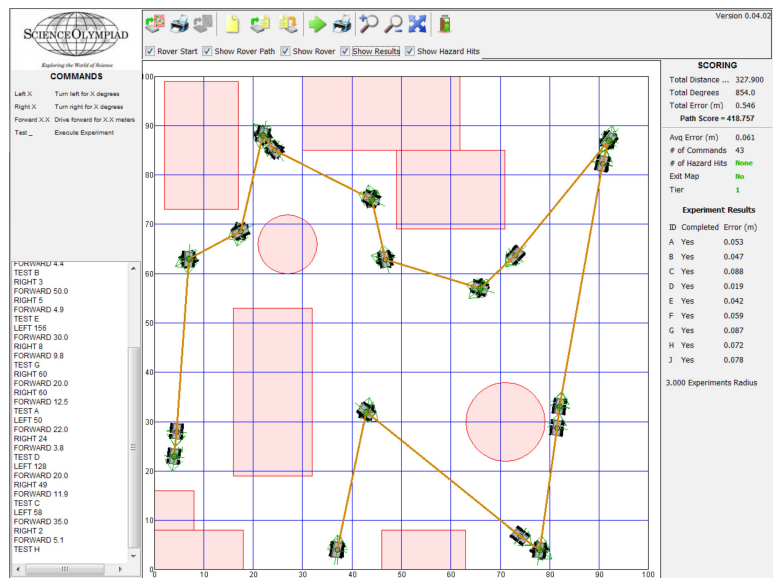 Version 0.04.02
SCIENCE OLYMPIAD
Exploring the World of Science
Rover Start Show Rover Path Show Rover Show Results Show Hazard Hits
COMMANDS
Left X Turn left for X degrees
Right X Turn right for X degrees
Forward X.X Drive forward for X.X meters
Test _ Execute Experiment
FORWARD 4.4
TEST B
RIGHT 3
FORWARD 50.0
RIGHT 5
FORWARD 4.9
TEST E
LEFT 156
FORWARD 30.0
RIGHT 8
FORWARD 9.8
TEST G
RIGHT 60
FORWARD 20.0
RIGHT 60
FORWARD 12.5
TEST A
LEFT 50
FORWARD 22.0
RIGHT 24
FORWARD 3.8
TEST D
LEFT 128
FORWARD 20.0
RIGHT 49
FORWARD 11.9
TEST C
LEFT 58
FORWARD 35.0
RIGHT 2
FORWARD 5.1
TEST H
100
90
80
70
60
50
40
30
20
10
0
0 10 20 30 40 50 60 70 80 90 100
SCORING
Total Distance ... 327.900
Total Degrees 854.0
Total Error (m) 0.546
Path Score = 418.757
Avg Error (m) 0.061
# of Commands 43
# of Hazard Hits None
Exit Map No
Tier 1
Experiment Results
ID Completed Error (m)
A Yes 0.053
B Yes 0.047
C Yes 0.088
D Yes 0.019
E Yes 0.042
F Yes 0.059
G Yes 0.087
H Yes 0.072
J Yes 0.078
3.000 Experiments Radius